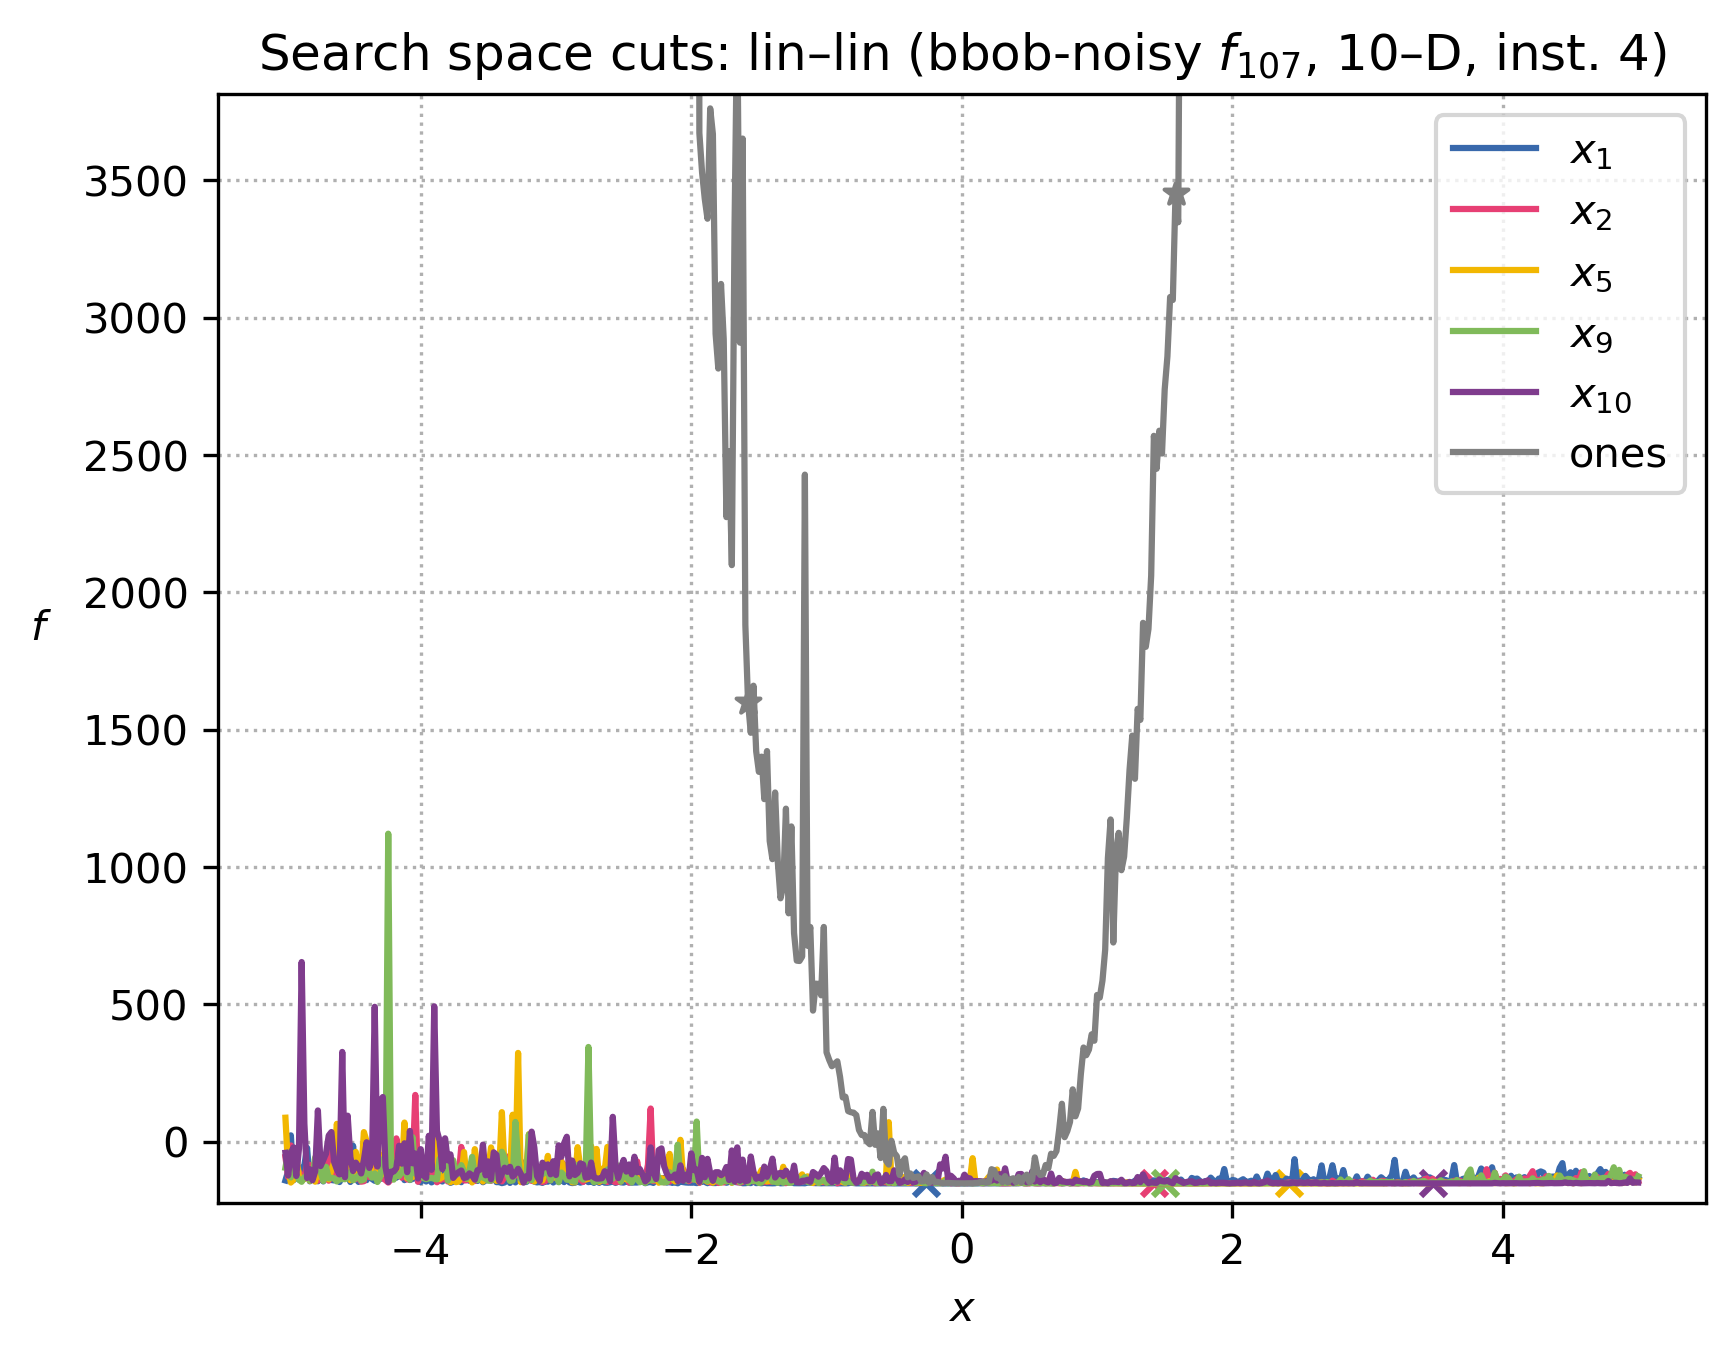 Search space cuts: lin–lin (bbob-noisy f₁₀₇, 10–D, inst. 4)
3500
3000
2500
2000
1500
1000
500
0
f
−4
−2
0
2
4
x
x₁
x₂
x₅
x₉
x₁₀
ones